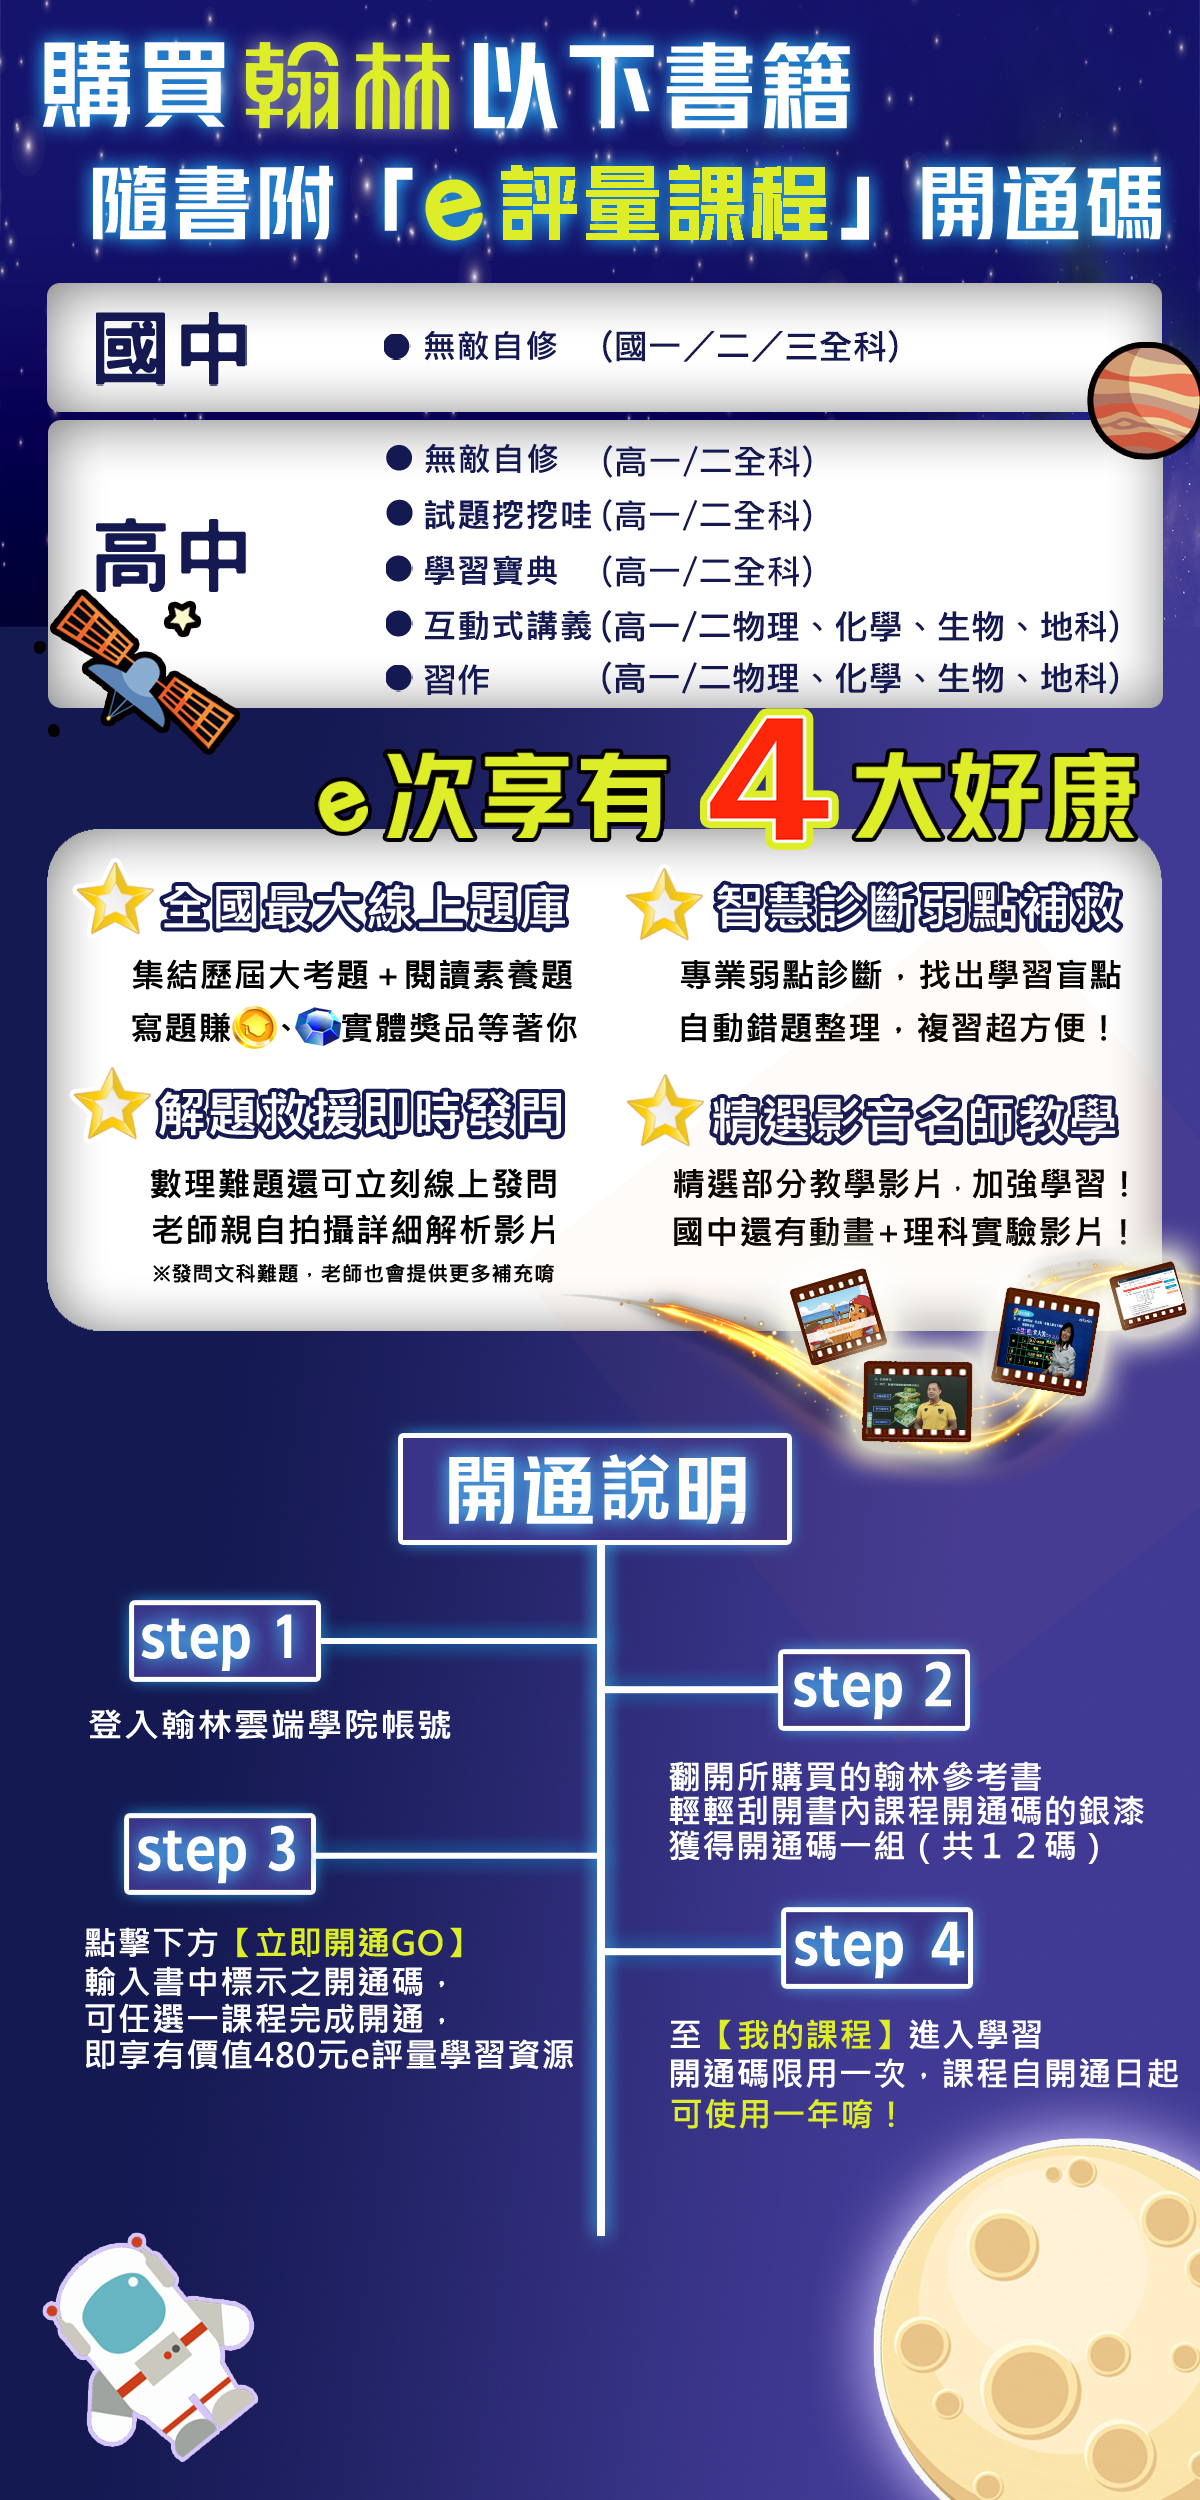 購買翰林以下書籍
隨書附「e評量課程」開通碼
國中
● 無敵自修 (國一／二／三全科)
高中
● 無敵自修 (高一/二全科)
● 試題挖挖哇(高一/二全科)
● 學習寶典 (高一/二全科)
● 互動式講義(高一/二物理、化學、生物、地科)
● 習作 (高一/二物理、化學、生物、地科)
e次享有4大好康
全國最大線上題庫
集結歷屆大考題+閱讀素養題
寫題賺、實體獎品等著你
智慧診斷弱點補救
專業弱點診斷，找出學習盲點
自動錯題整理，複習超方便！
解題救援即時發問
數理難題還可立刻線上發問
老師親自拍攝詳細解析影片
※發問文科難題，老師也會提供更多補充唷
精選影音名師教學
精選部分教學影片，加強學習！
國中還有動畫+理科實驗影片！
開通說明
step 1
登入翰林雲端學院帳號
step 2
翻開所購買的翰林參考書
輕輕刮開書內課程開通碼的銀漆
獲得開通碼一組（共１２碼）
step 3
點擊下方【立即開通GO】
輸入書中標示之開通碼，
可任選一課程完成開通，
即享有價值480元e評量學習資源
step 4
至【我的課程】進入學習
開通碼限用一次，課程自開通日起
可使用一年唷！